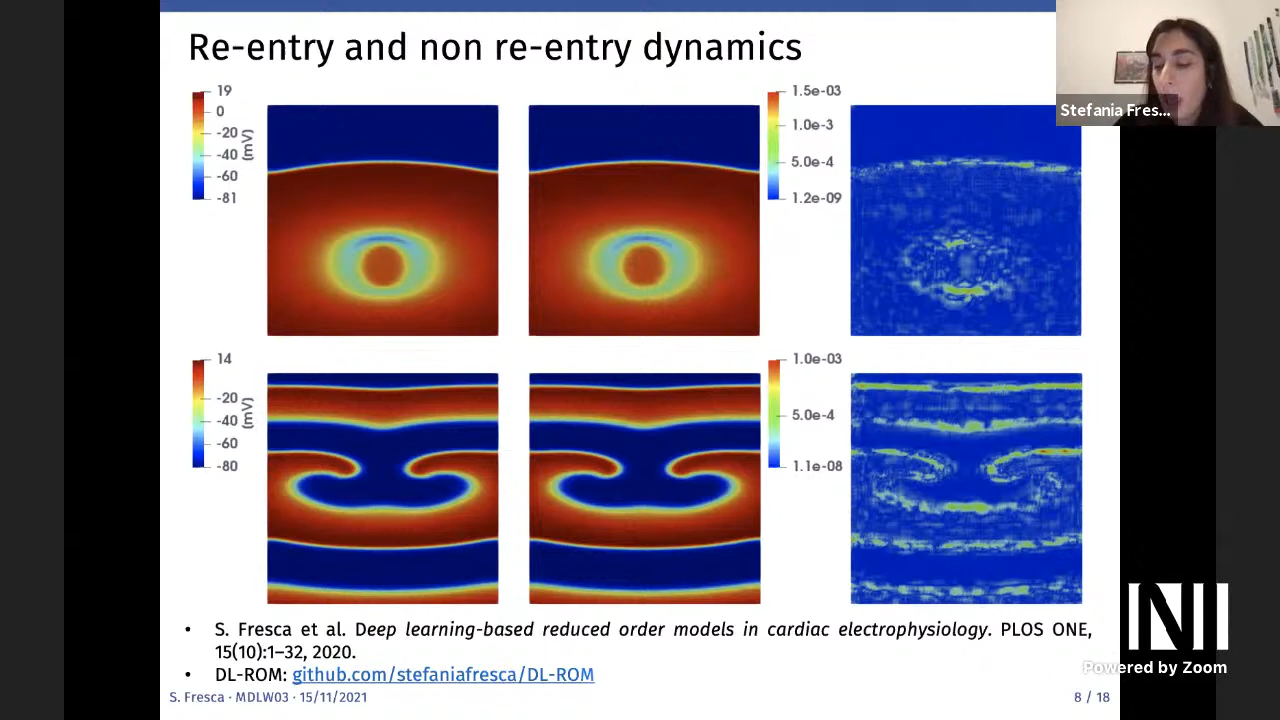 Re-entry and non re-entry dynamics
19
0
-20
-40
-60
-81
(mV)
1.5e-03
1.0e-3
5.0e-4
1.2e-09
Stefania Fres...
14
-20
-40
-60
-80
(mV)
1.0e-03
5.0e-4
1.1e-08
• S. Fresca et al. Deep learning-based reduced order models in cardiac electrophysiology. PLOS ONE,
15(10):1–32, 2020.
• DL-ROM: github.com/stefaniafresca/DL-ROM
S. Fresca · MDLW03 · 15/11/2021
8 / 18
NI
Powered by Zoom